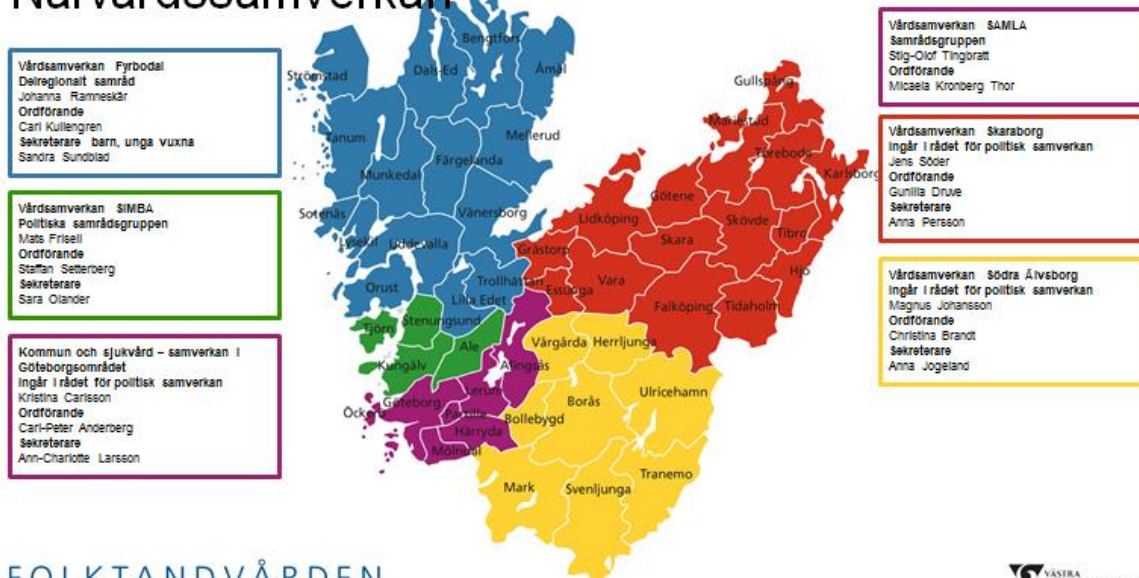 Närvårdssamverkan
Vårdsamverkan Fyrbodal
Delregionalt samråd
Johanna Ramneskär
Ordförande
Carl Kullengren
Sekreterare barn, unga vuxna
Sandra Sundblad
Vårdsamverkan SIMBA
Politiska samrådsgruppen
Mats Frisell
Ordförande
Staffan Setterberg
Sekreterare
Sara Olander
Kommun och sjukvård – samverkan i
Göteborgsområdet
Ingår i rådet för politisk samverkan
Kristina Carlsson
Ordförande
Carl-Peter Anderberg
Sekreterare
Ann-Charlotte Larsson
Bengtfors
Strömstad
Dals-Ed
Åmål
Tanum
Mellerud
Färgelanda
Munkedal
Sotenäs
Vänersborg
Lysekil
Uddevalla
Trollhättan
Orust
Lilla Edet
Stenungsund
Tjörn
Ale
Kungälv
Alingsås
Lerum
Göteborg
Öckerö
Partille
Härryda
Mölndal
Gullspång
Mariestad
Töreboda
Karlsborg
Götene
Lidköping
Skövde
Tibro
Skara
Grästorp
Hjo
Vara
Essunga
Falköping
Tidaholm
Vårgårda
Herrljunga
Ulricehamn
Borås
Bollebygd
Tranemo
Mark
Svenljunga
Vårdsamverkan SAMLA
Samrådsgruppen
Stig-Olof Tingbratt
Ordförande
Micaela Kronberg Thor
Vårdsamverkan Skaraborg
Ingår i rådet för politisk samverkan
Jens Söder
Ordförande
Gunilla Druve
Sekreterare
Anna Persson
Vårdsamverkan Södra Älvsborg
Ingår i rådet för politisk samverkan
Magnus Johansson
Ordförande
Christina Brandt
Sekreterare
Anna Jogeland
FOLKTANDVÅRDEN
VÄSTRA